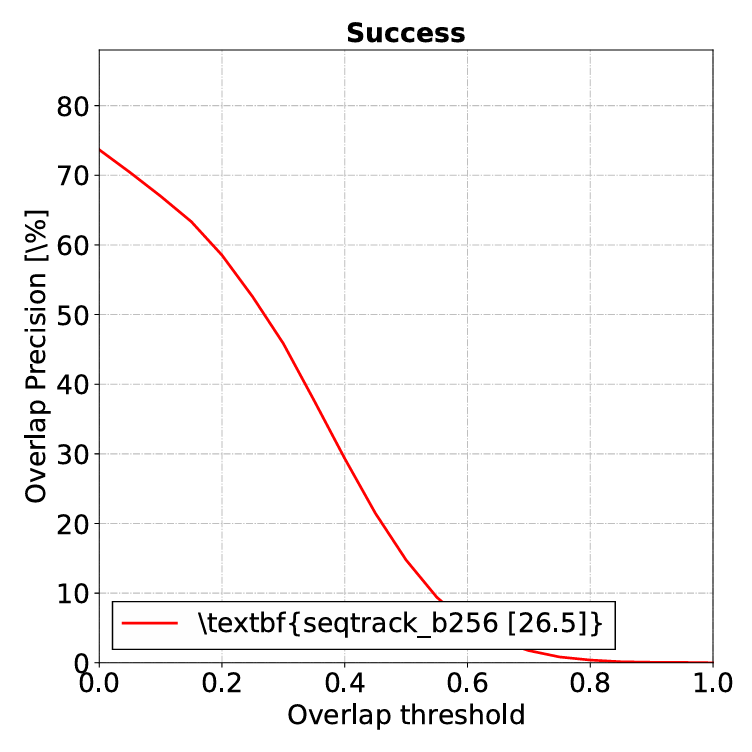 Success
Overlap Precision [\%]
80
70
60
50
40
30
20
10
0
\textbf{seqtrack_b256 [26.5]}
0.0 0.2 0.4 0.6 0.8 1.0
Overlap threshold